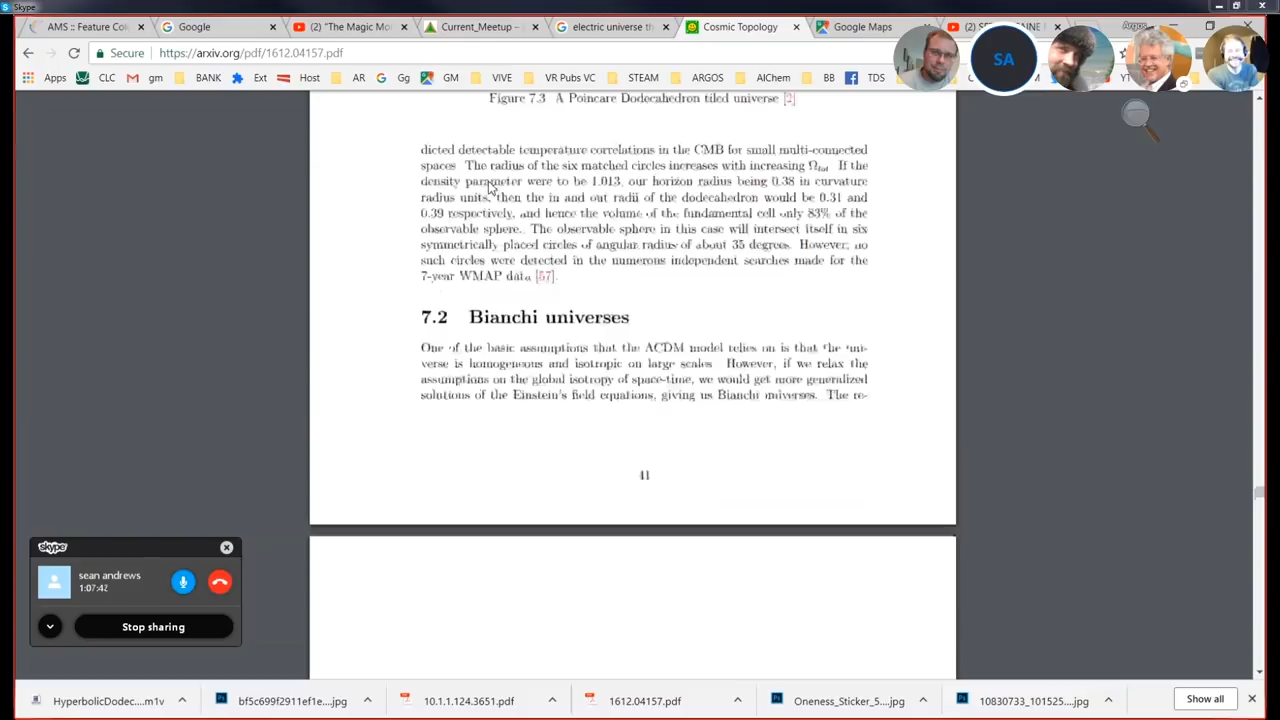 Skype
AMS :: Feature Col
Google
(2) "The Magic Mo
Current_Meetup -
electric universe th
Cosmic Topology
Google Maps
Argos
Secure
https://arxiv.org/pdf/1612.04157.pdf
SA
Apps
CLC
gm
BANK
Ext
Host
AR
Gg
GM
VIVE
VR Pubs VC
STEAM
ARGOS
AIChem
BB
TDS
YT
Figure 7.3 A Poincare Dodecahedron tiled universe [2]
dicted detectable temperature correlations in the CMB for small multi-connected
spaces The radius of the six matched circles increases with increasing Ωtot. If the
density parameter were to be 1.013, our horizon radius being 0.38 in curvature
radius units, then the in and out radii of the dodecahedron would be 0.31 and
0.39 respectively, and hence the volume of the fundamental cell only 83% of the
observable sphere. The observable sphere in this case will intersect itself in six
symmetrically placed circles of angular radius of about 35 degrees. However, no
such circles were detected in the numerous independent searches made for the
7-year WMAP data [57].
7.2 Bianchi universes
One of the basic assumptions that the ΛCDM model relies on is that the uni-
verse is homogeneous and isotropic on large scales However, if we relax the
assumptions on the global isotropy of space-time, we would get more generalized
solutions of the Einstein's field equations, giving us Bianchi universes. The re-
41
skype
sean andrews
1:07:42
Stop sharing
HyperbolicDodec...m1v
bf5c699f2911ef1e....jpg
10.1.1.124.3651.pdf
1612.04157.pdf
Oneness_Sticker_5....jpg
10830733_101525....jpg
Show all